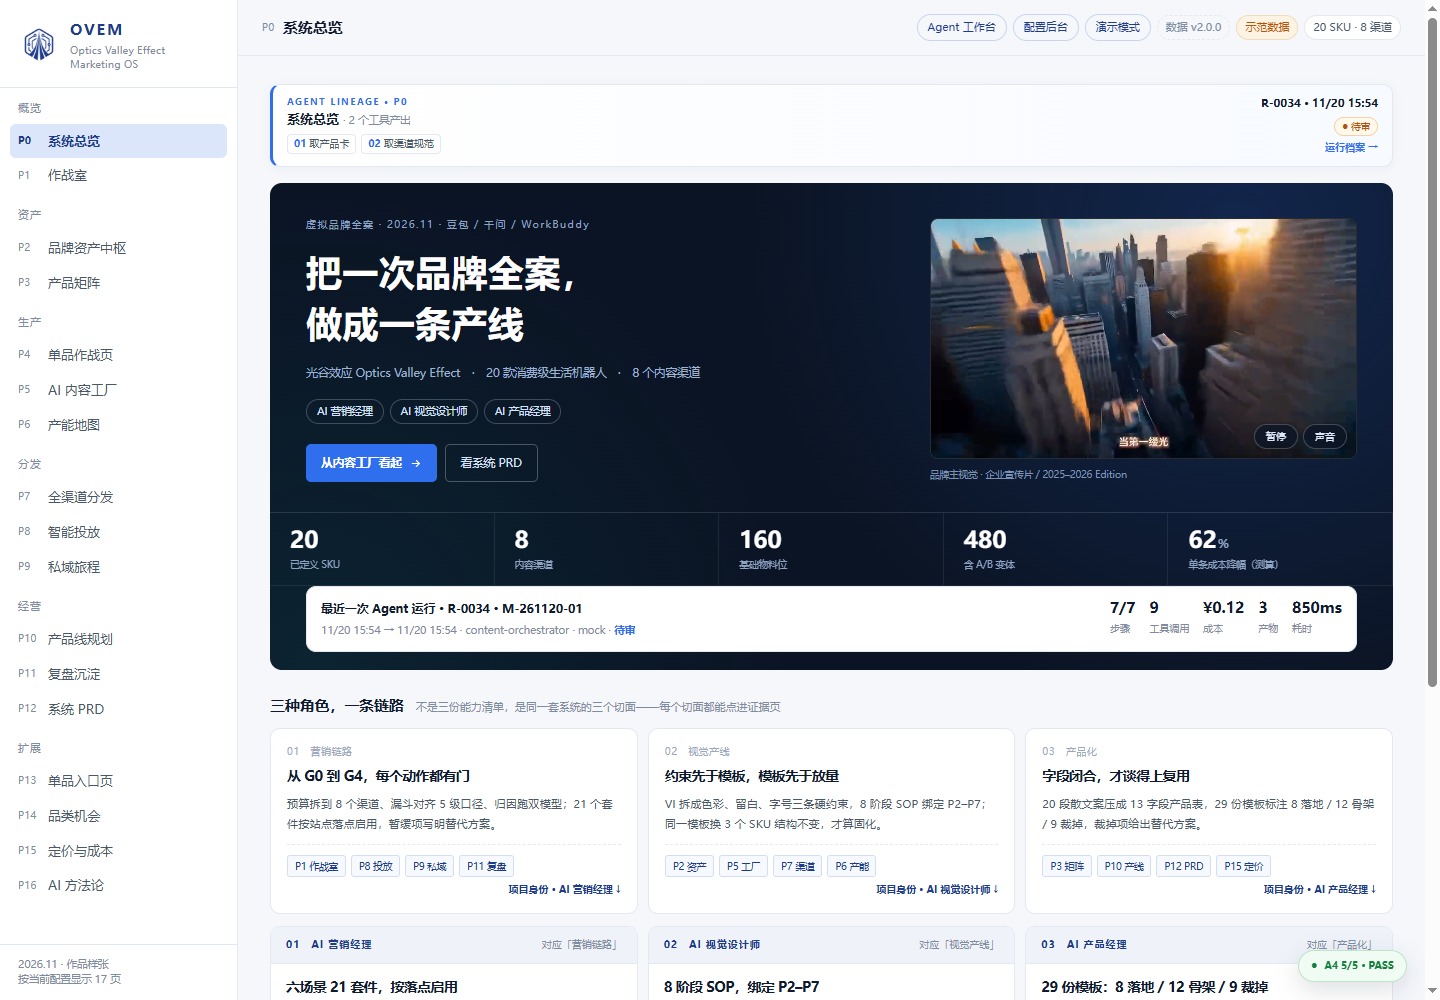 OVEM
Optics Valley Effect
Marketing OS
概览
P0 系统总览
P1 作战室
资产
P2 品牌资产中枢
P3 产品矩阵
生产
P4 单品作战页
P5 AI 内容工厂
P6 产能地图
分发
P7 全渠道分发
P8 智能投放
P9 私域旅程
经营
P10 产品线规划
P11 复盘沉淀
P12 系统 PRD
扩展
P13 单品入口页
P14 品类机会
P15 定价与成本
P16 AI 方法论
2026.11 · 作品样张
按当前配置显示 17 页
P0 系统总览
Agent 工作台
配置后台
演示模式
数据 v2.0.0
示范数据
20 SKU · 8 渠道
AGENT LINEAGE • P0
系统总览 · 2 个工具产出
01 取产品卡 02 取渠道规范
R-0034 • 11/20 15:54
• 待审
运行档案 →
虚拟品牌全案 · 2026.11 · 豆包 / 千问 / WorkBuddy
把一次品牌全案，
做成一条产线
光谷效应 Optics Valley Effect · 20 款消费级生活机器人 · 8 个内容渠道
AI 营销经理 AI 视觉设计师 AI 产品经理
从内容工厂看起 →
看系统 PRD
当第一缕光
暂停
声音
品牌主视觉 · 企业宣传片 / 2025–2026 Edition
20
已定义 SKU
8
内容渠道
160
基础物料位
480
含 A/B 变体
62%
单条成本降幅（测算）
最近一次 Agent 运行 • R-0034 • M-261120-01
11/20 15:54 → 11/20 15:54 · content-orchestrator · mock · 待审
7/7
步骤
9
工具调用
¥0.12
成本
3
产物
850ms
耗时
三种角色，一条链路 不是三份能力清单，是同一套系统的三个切面——每个切面都能点进证据页
01 营销链路
从 G0 到 G4，每个动作都有门
预算拆到 8 个渠道、漏斗对齐 5 级口径、归因跑双模型；21 个套
件按站点落点启用，暂缓项写明替代方案。
P1 作战室 P8 投放 P9 私域 P11 复盘
项目身份 • AI 营销经理 ↓
02 视觉产线
约束先于模板，模板先于放量
VI 拆成色彩、留白、字号三条硬约束，8 阶段 SOP 绑定 P2–P7；
同一模板换 3 个 SKU 结构不变，才算固化。
P2 资产 P5 工厂 P7 渠道 P6 产能
项目身份 • AI 视觉设计师 ↓
03 产品化
字段闭合，才谈得上复用
20 段散文案压成 13 字段产品表，29 份模板标注 8 落地 / 12 骨架
/ 9 裁掉，裁掉项给出替代方案。
P3 矩阵 P10 产线 P12 PRD P15 定价
项目身份 • AI 产品经理 ↓
01 AI 营销经理 对应「营销链路」
六场景 21 套件，按落点启用
02 AI 视觉设计师 对应「视觉产线」
8 阶段 SOP，绑定 P2–P7
03 AI 产品经理 对应「产品化」
29 份模板：8 落地 / 12 骨架 / 9 裁掉
• A4 5/5 • PASS